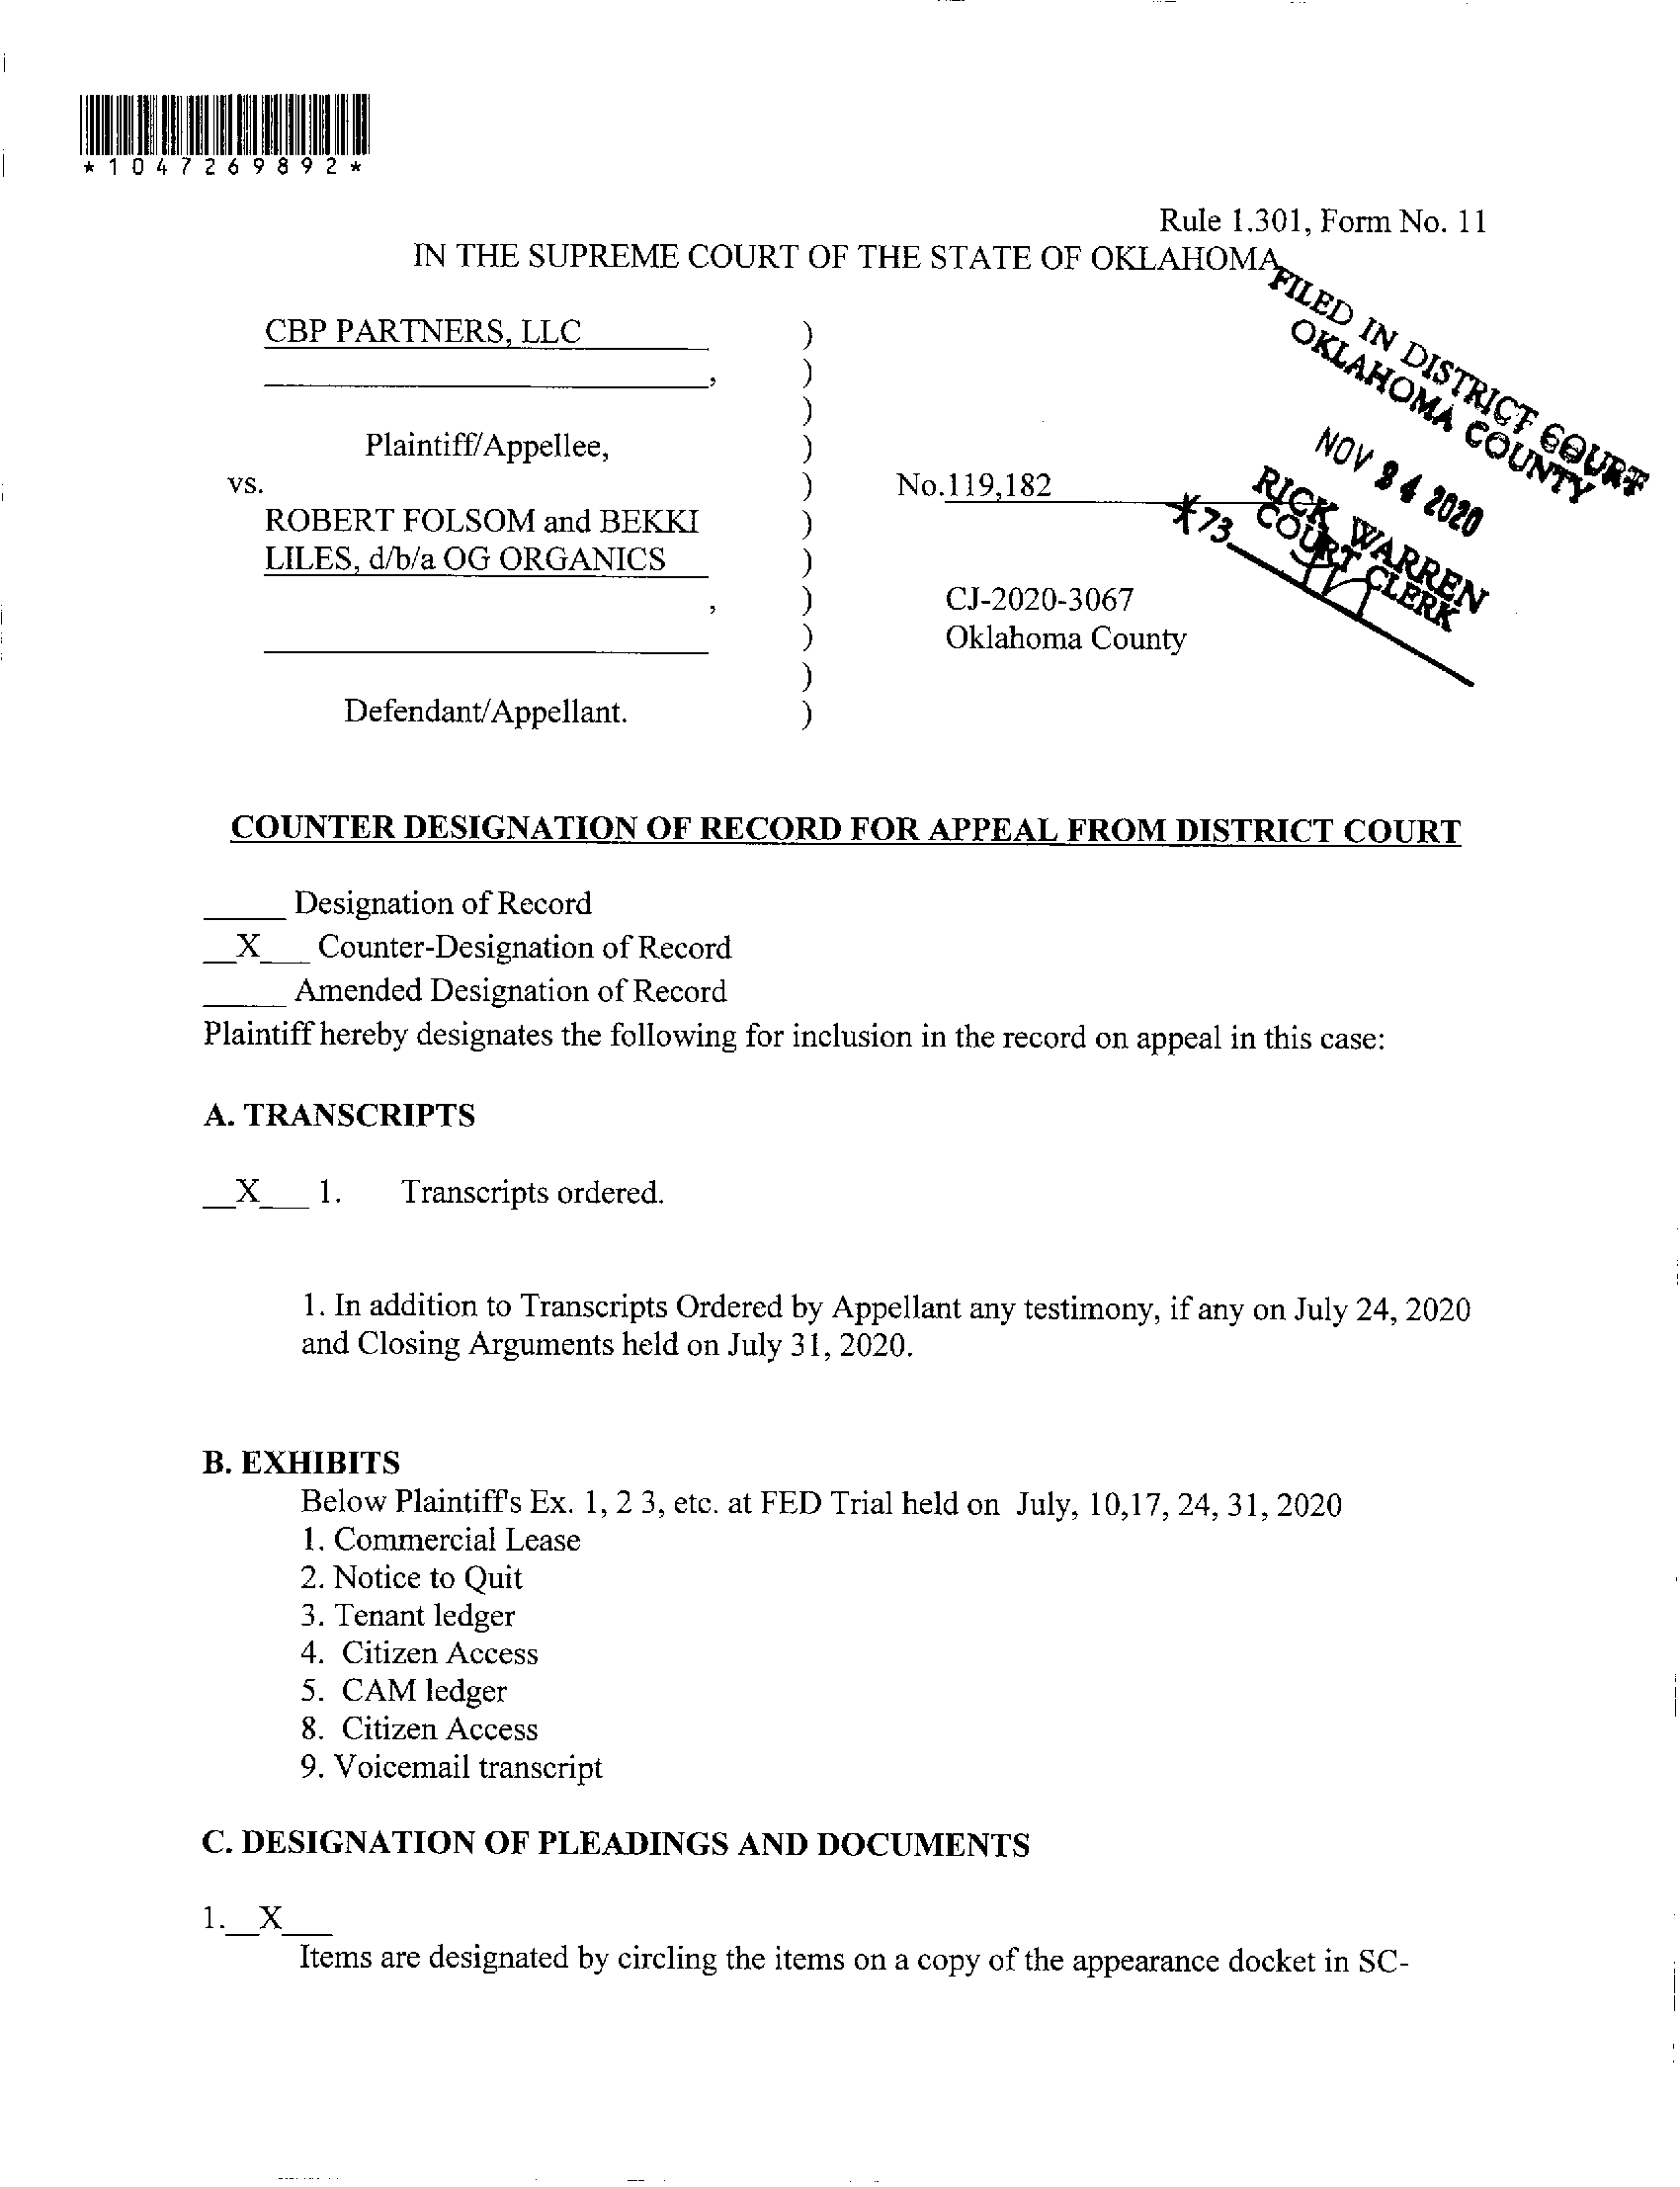 *1047269892*
Rule 1.301, Form No. 11
IN THE SUPREME COURT OF THE STATE OF OKLAHOMA
FILED IN DISTRICT COURT
OKLAHOMA COUNTY
CBP PARTNERS, LLC )
, )
)
Plaintiff/Appellee, )
NOV 24 2020
vs. )
No.119,182
RICK WARREN
COURT CLERK
73
ROBERT FOLSOM and BEKKI )
LILES, d/b/a OG ORGANICS )
, ) CJ-2020-3067
) Oklahoma County
)
Defendant/Appellant. )
COUNTER DESIGNATION OF RECORD FOR APPEAL FROM DISTRICT COURT
_____ Designation of Record
__X___ Counter-Designation of Record
_____ Amended Designation of Record
Plaintiff hereby designates the following for inclusion in the record on appeal in this case:
A. TRANSCRIPTS
__X___ 1. Transcripts ordered.
1. In addition to Transcripts Ordered by Appellant any testimony, if any on July 24, 2020
and Closing Arguments held on July 31, 2020.
B. EXHIBITS
Below Plaintiff's Ex. 1, 2 3, etc. at FED Trial held on July, 10,17, 24, 31, 2020
1. Commercial Lease
2. Notice to Quit
3. Tenant ledger
4. Citizen Access
5. CAM ledger
8. Citizen Access
9. Voicemail transcript
C. DESIGNATION OF PLEADINGS AND DOCUMENTS
1.__X___
Items are designated by circling the items on a copy of the appearance docket in SC-